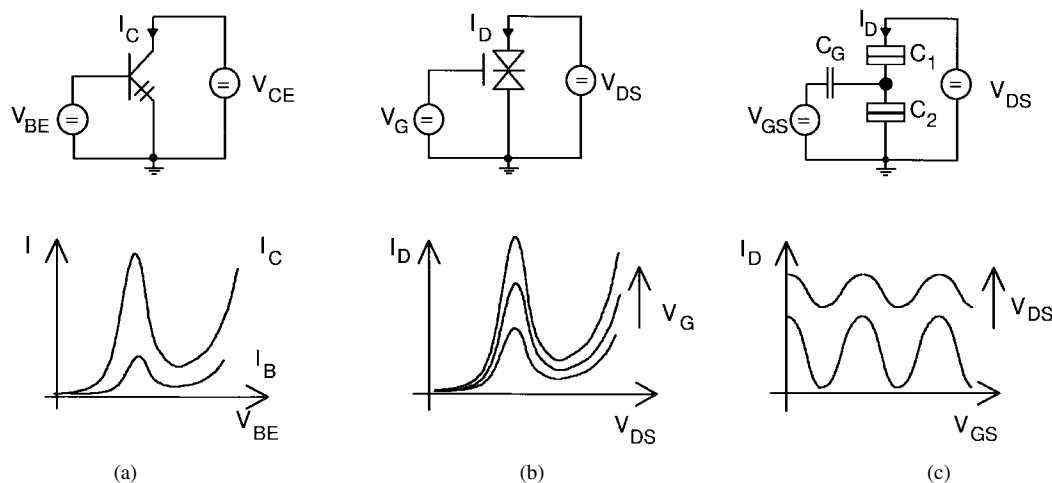 I_C
V_BE
V_CE
I_D
V_G
V_DS
I_D
C_G
C_1
C_2
V_GS
V_DS
I
I_C
I_B
V_BE
I_D
V_G
V_DS
I_D
V_DS
V_GS
(a)
(b)
(c)